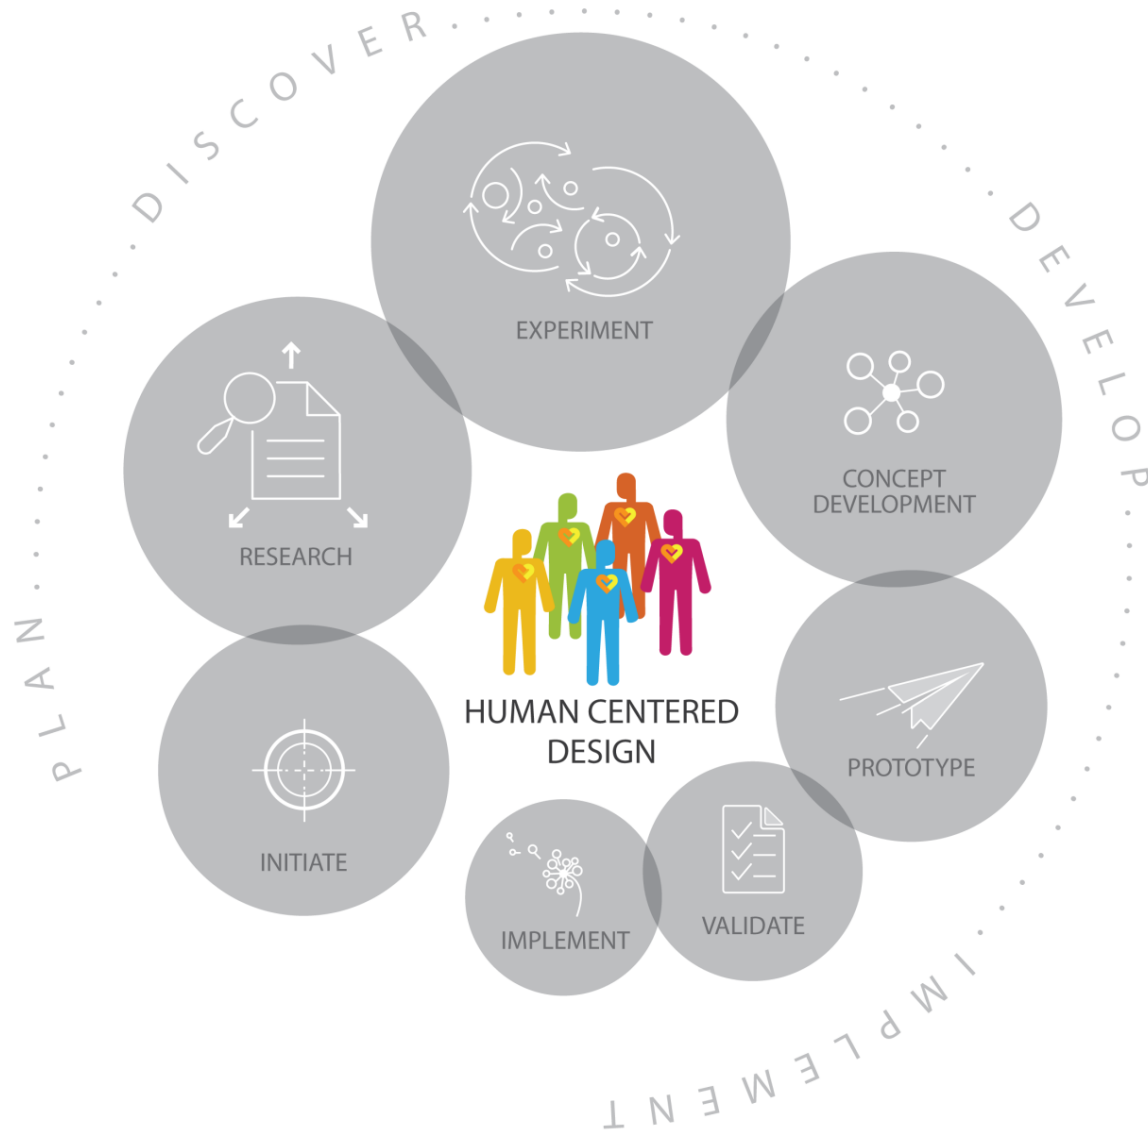 PLAN
DISCOVER
DEVELOP
IMPLEMENT
INITIATE
RESEARCH
EXPERIMENT
CONCEPT
DEVELOPMENT
PROTOTYPE
VALIDATE
IMPLEMENT
HUMAN CENTERED
DESIGN